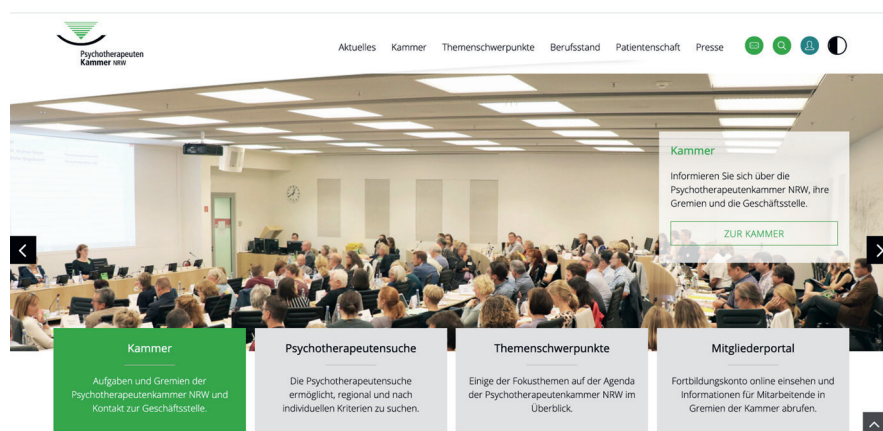 Psychotherapeuten
Kammer NRW
Aktuelles Kammer Themenschwerpunkte Berufsstand Patientenschaft Presse
Kammer
Informieren Sie sich über die
Psychotherapeutenkammer NRW, ihre
Gremien und die Geschäftsstelle.
ZUR KAMMER
Kammer
Aufgaben und Gremien der
Psychotherapeutenkammer NRW und
Kontakt zur Geschäftsstelle.
Psychotherapeutensuche
Die Psychotherapeutensuche
ermöglicht, regional und nach
individuellen Kriterien zu suchen.
Themenschwerpunkte
Einige der Fokusthemen auf der Agenda
der Psychotherapeutenkammer NRW im
Überblick.
Mitgliederportal
Fortbildungskonto online einsehen und
Informationen für Mitarbeitende in
Gremien der Kammer abrufen.